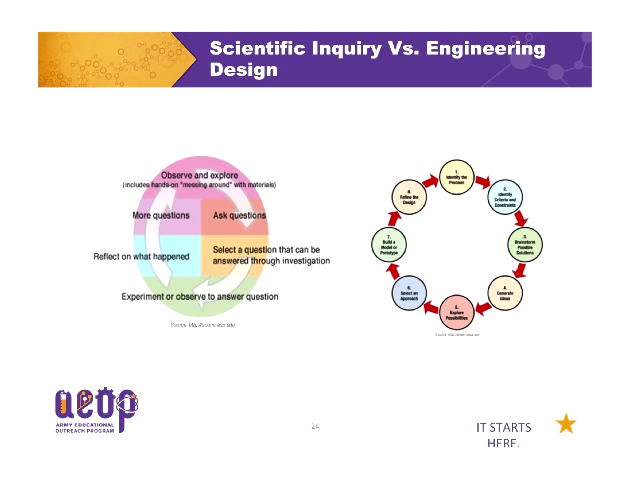 Scientific Inquiry Vs. Engineering
Design
Observe and explore
(includes hands-on "messing around" with materials)
More questions
Ask questions
Reflect on what happened
Select a question that can be
answered through investigation
Experiment or observe to answer question
Source:
1.
Identify the
Problem
2.
Identify
Criteria and
Constraints
3.
Brainstorm
Possible
Solutions
4.
Generate
Ideas
5.
Explore
Possibilities
6.
Select an
Approach
7.
Build a
Model or
Prototype
8.
Refine the
Design
aeop
ARMY EDUCATIONAL
OUTREACH PROGRAM
24
IT STARTS
HERE.